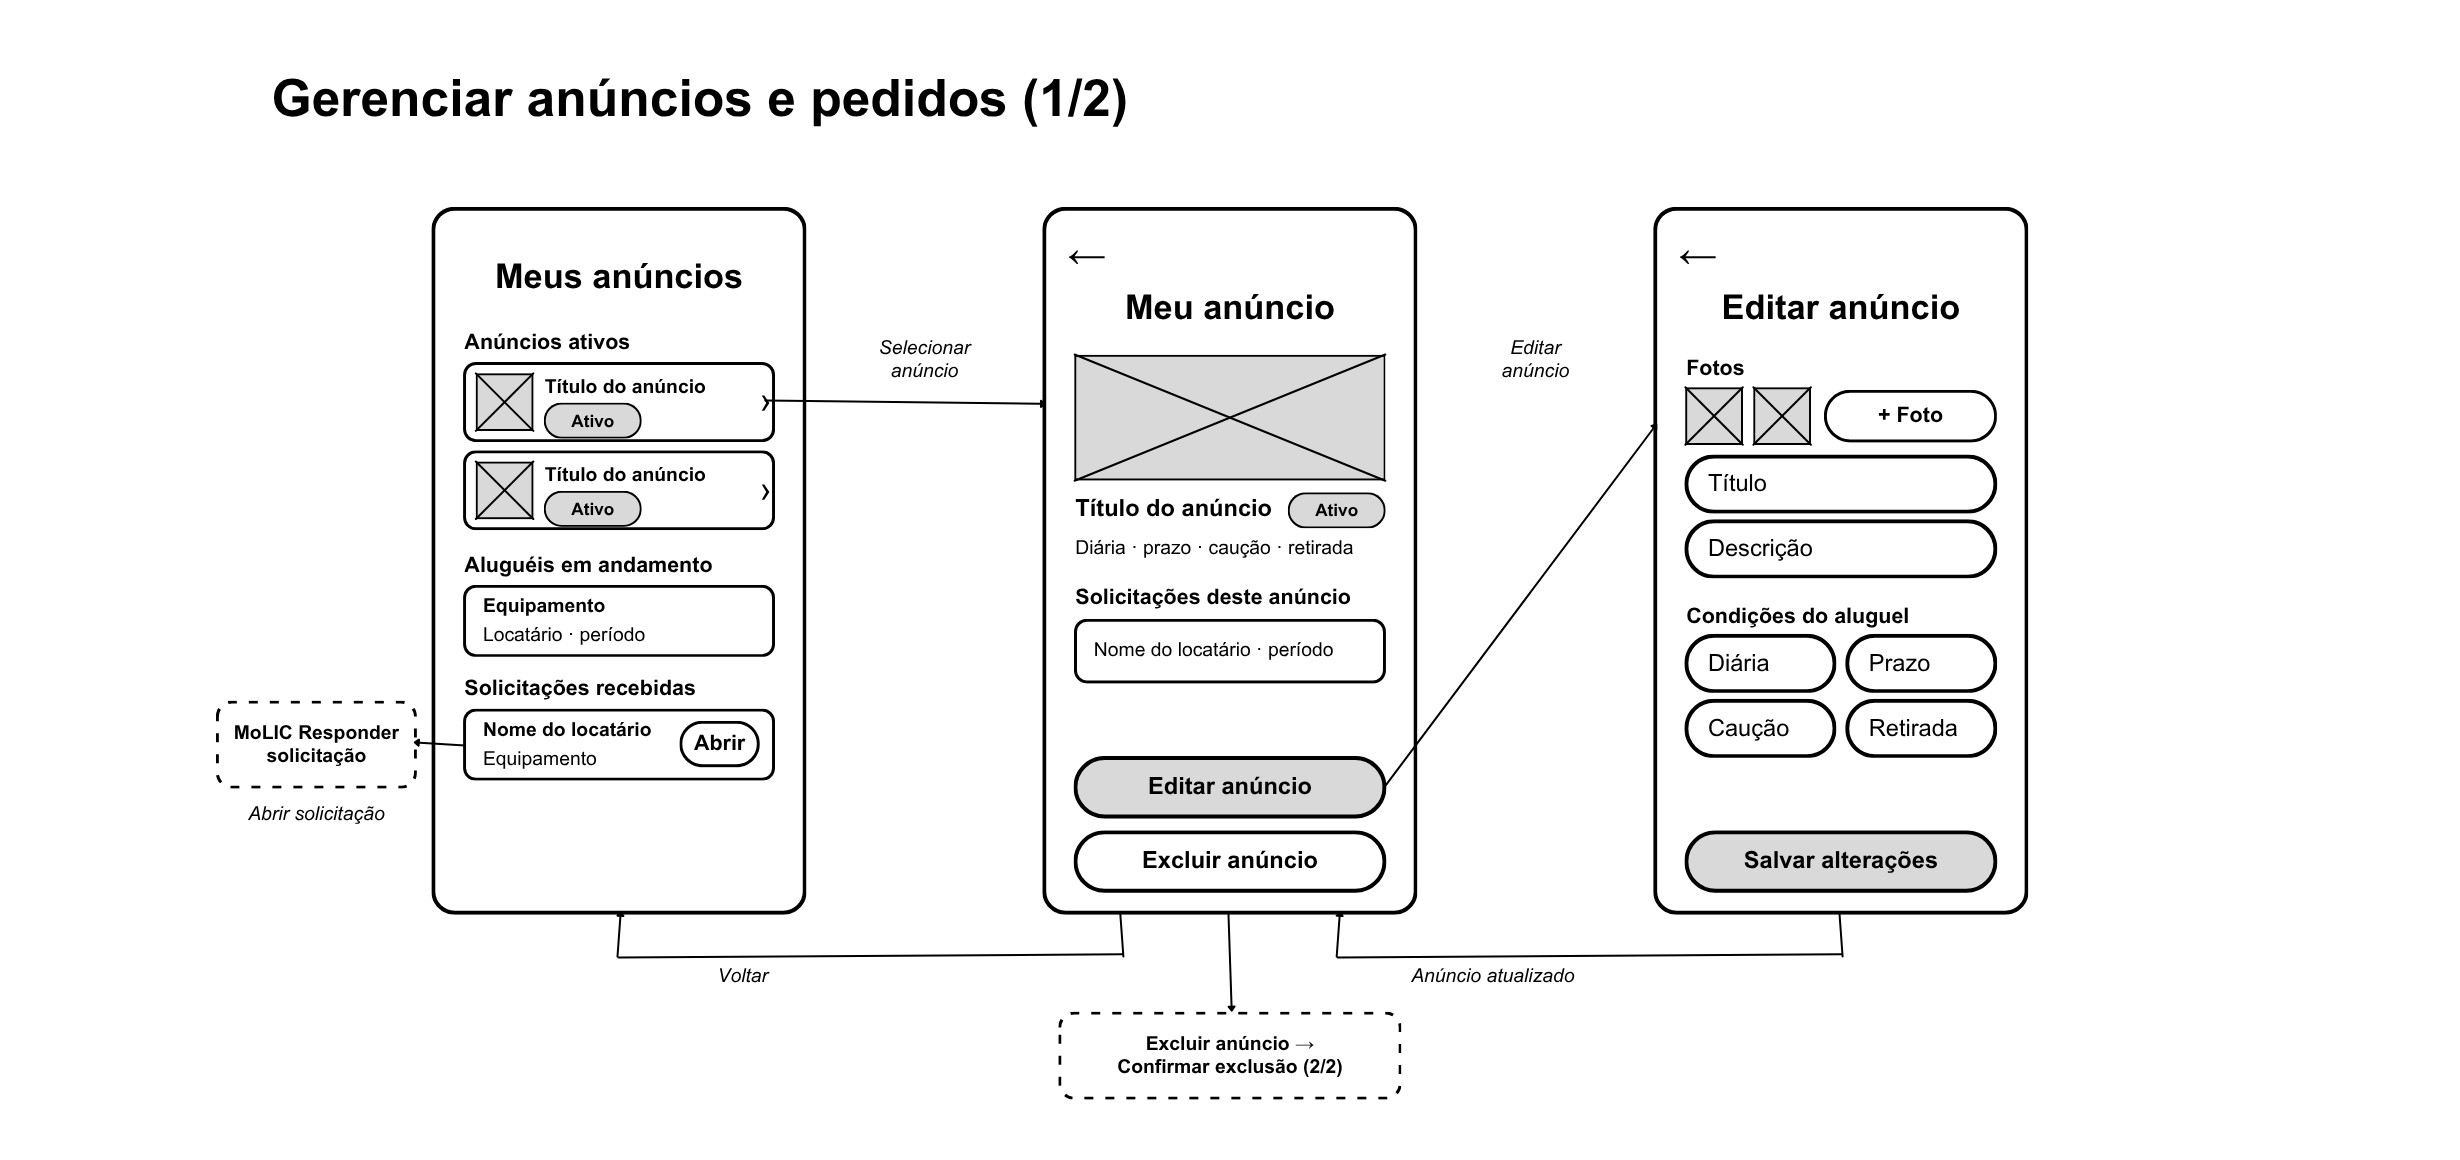 Gerenciar anúncios e pedidos (1/2)
Meus anúncios
Anúncios ativos
Título do anúncio
Ativo
Título do anúncio
Ativo
Aluguéis em andamento
Equipamento
Locatário · período
Solicitações recebidas
Nome do locatário
Equipamento
Abrir
MoLIC Responder
solicitação
Abrir solicitação
Selecionar
anúncio
←
Meu anúncio
Título do anúncio
Ativo
Diária · prazo · caução · retirada
Solicitações deste anúncio
Nome do locatário · período
Editar anúncio
Excluir anúncio
Editar
anúncio
←
Editar anúncio
Fotos
+ Foto
Título
Descrição
Condições do aluguel
Diária
Prazo
Caução
Retirada
Salvar alterações
Voltar
Anúncio atualizado
Excluir anúncio →
Confirmar exclusão (2/2)